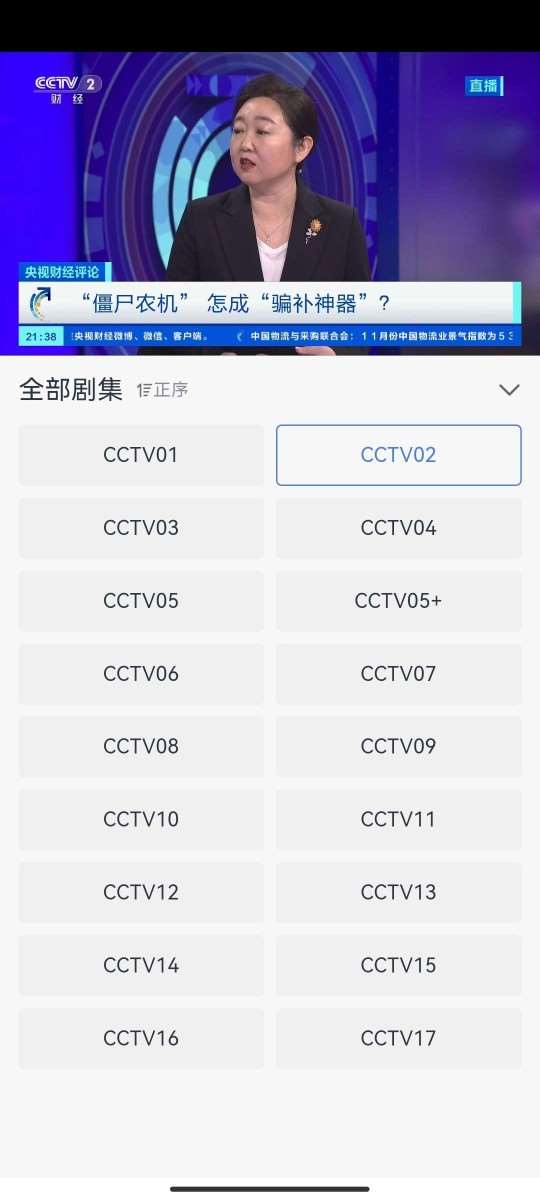 CCTV 2
财 经
直播
央视财经评论
“僵尸农机” 怎成“骗补神器”?
21:38
央视财经微博、微信、客户端。 中国物流与采购联合会:11月份中国物流业景气指数为53
全部剧集 正序
CCTV01 CCTV02
CCTV03 CCTV04
CCTV05 CCTV05+
CCTV06 CCTV07
CCTV08 CCTV09
CCTV10 CCTV11
CCTV12 CCTV13
CCTV14 CCTV15
CCTV16 CCTV17